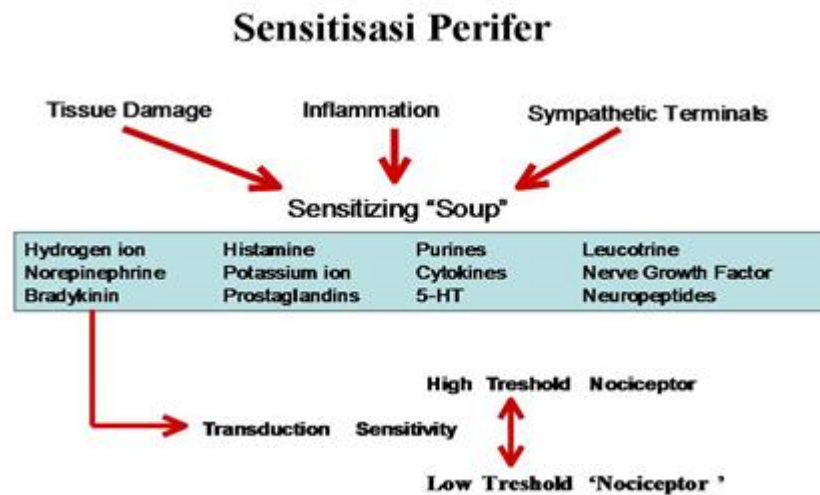 Sensitisasi Perifer
Tissue Damage Inflammation Sympathetic Terminals
Sensitizing "Soup"
Hydrogen ion Histamine Purines Leucotrine
Norepinephrine Potassium ion Cytokines Nerve Growth Factor
Bradykinin Prostaglandins 5-HT Neuropeptides
High Treshold Nociceptor
Transduction Sensitivity
Low Treshold 'Nociceptor '